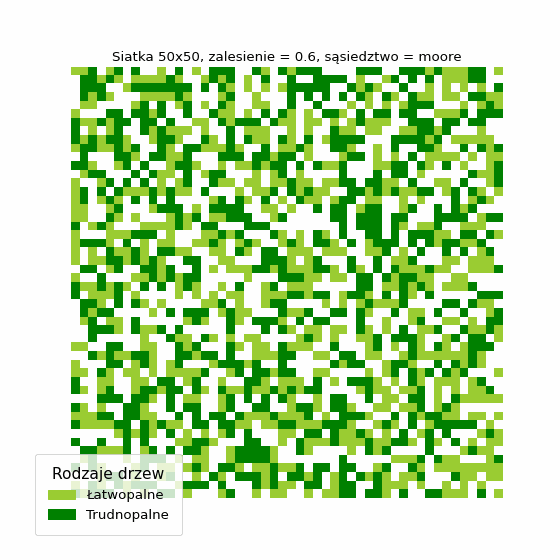 Siatka 50x50, zalesienie = 0.6, sąsiedztwo = moore
Rodzaje drzew
Łatwopalne
Trudnopalne